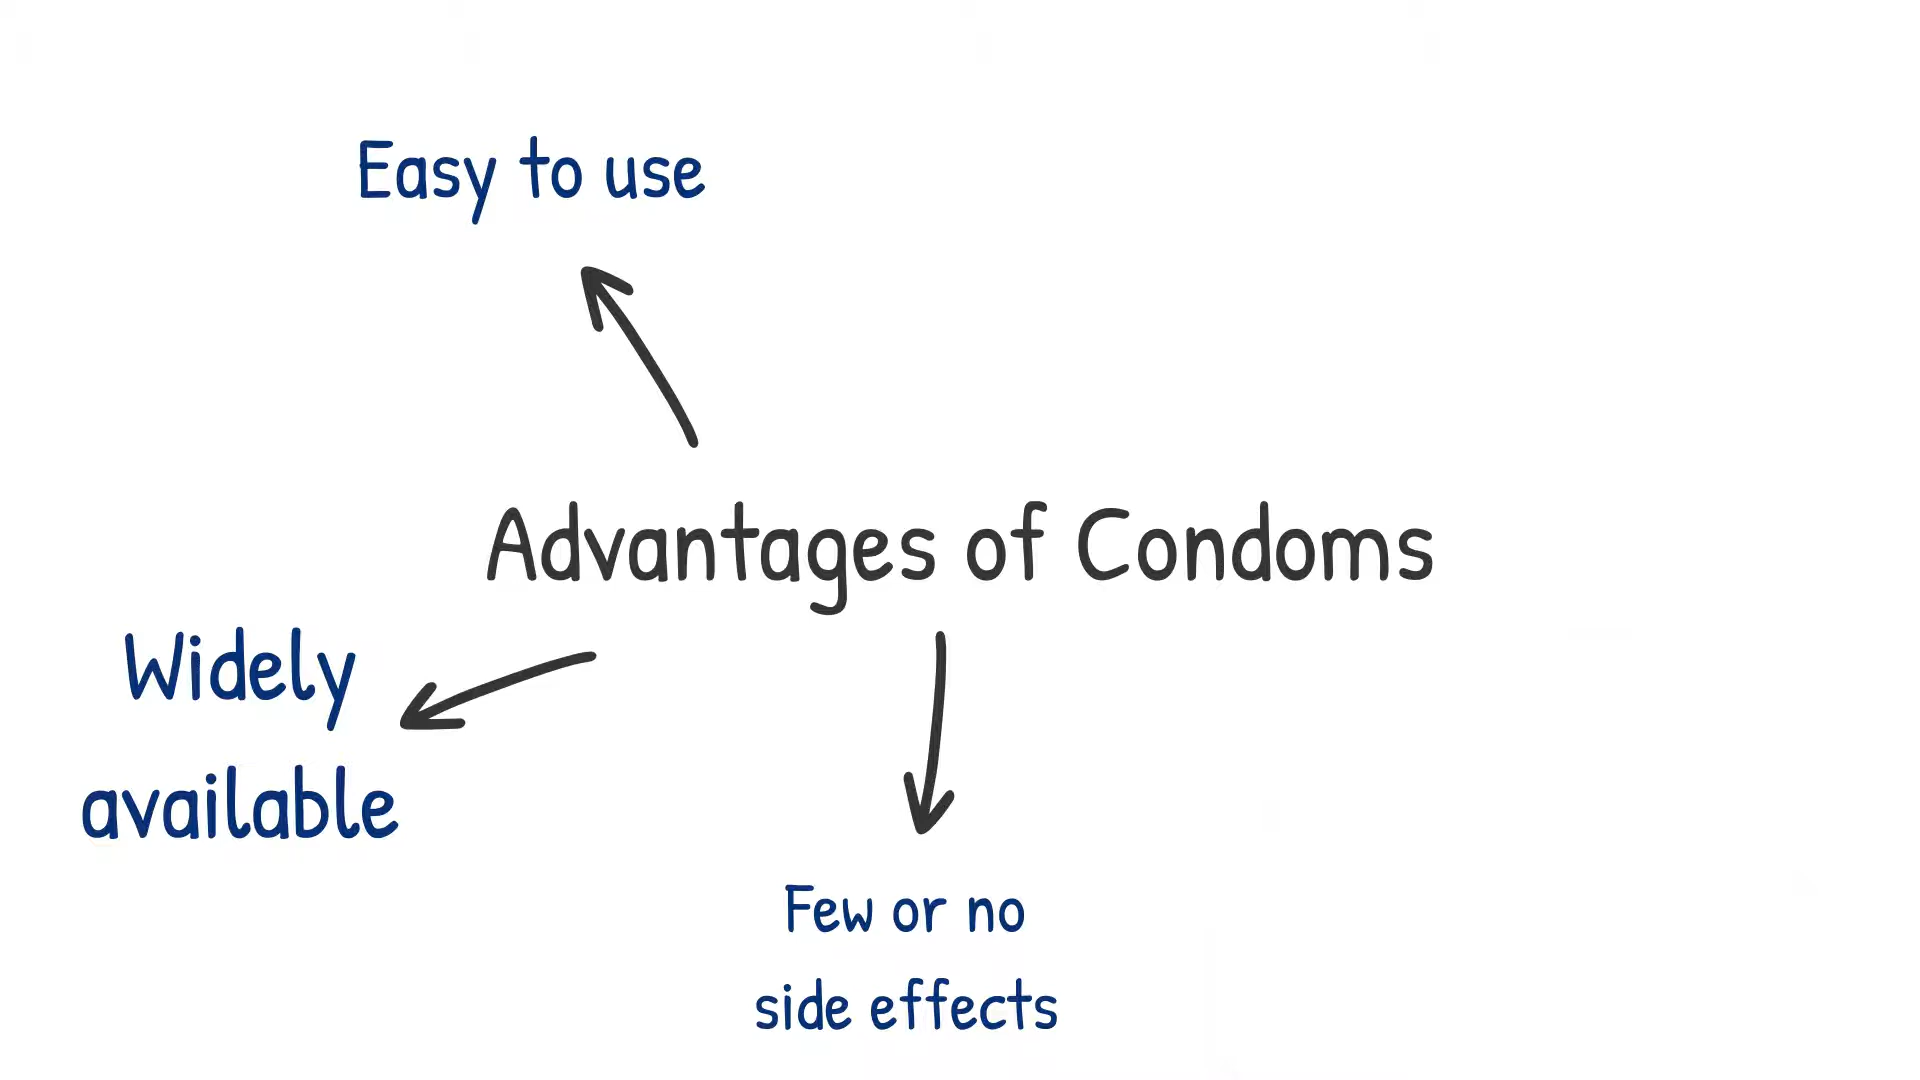 Easy to use
Advantages of Condoms
Widely
available
Few or no
side effects